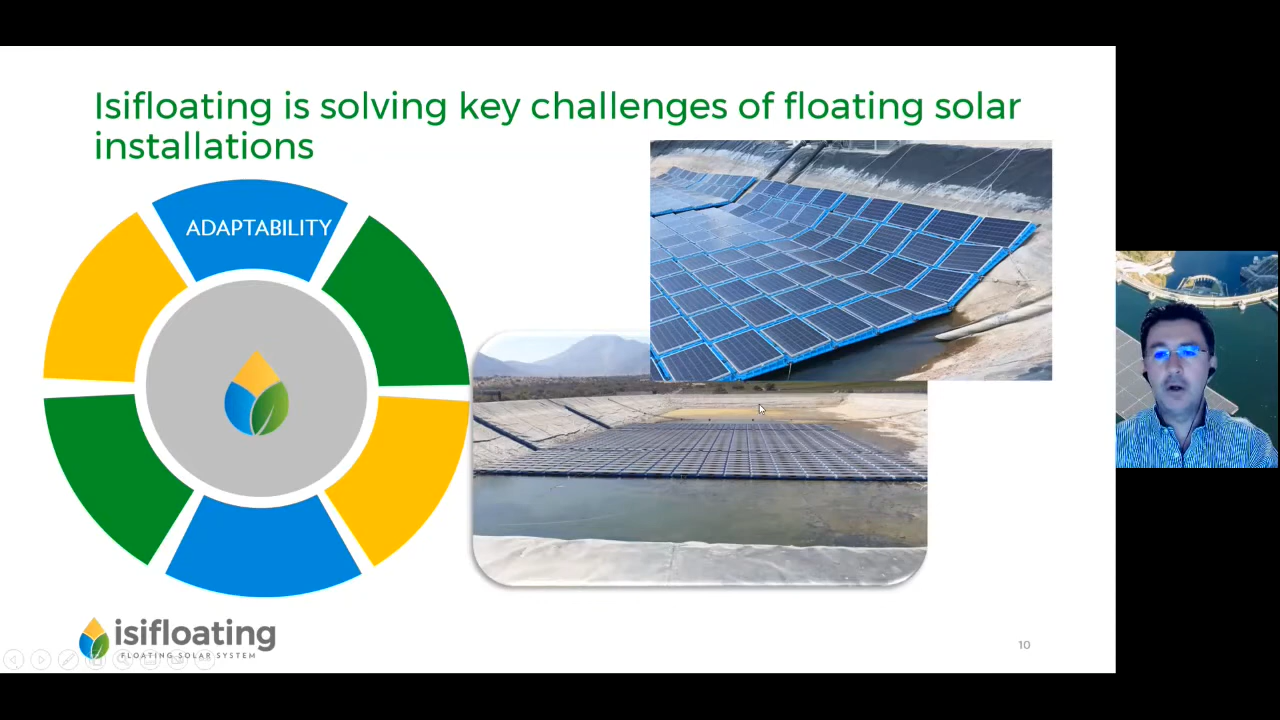 Isifloating is solving key challenges of floating solar
installations
ADAPTABILITY
isifloating
FLOATING SOLAR SYSTEM
10